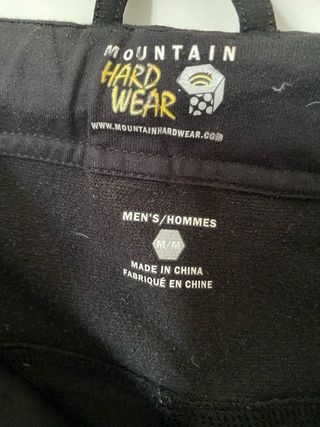 MOUNTAIN
HARD
WEAR
WWW.MOUNTAINHARDWEAR.COM
MEN'S/HOMMES
M/M
MADE IN CHINA
FABRIQUÉ EN CHINE